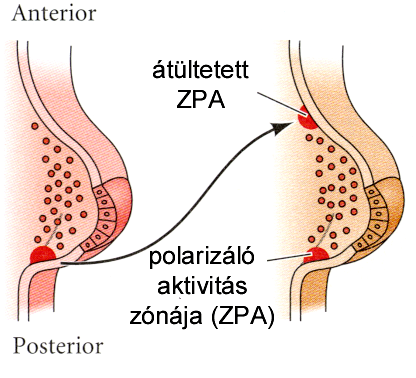 Anterior
átültetett
ZPA
polarizáló
aktivitás
zónája (ZPA)
Posterior